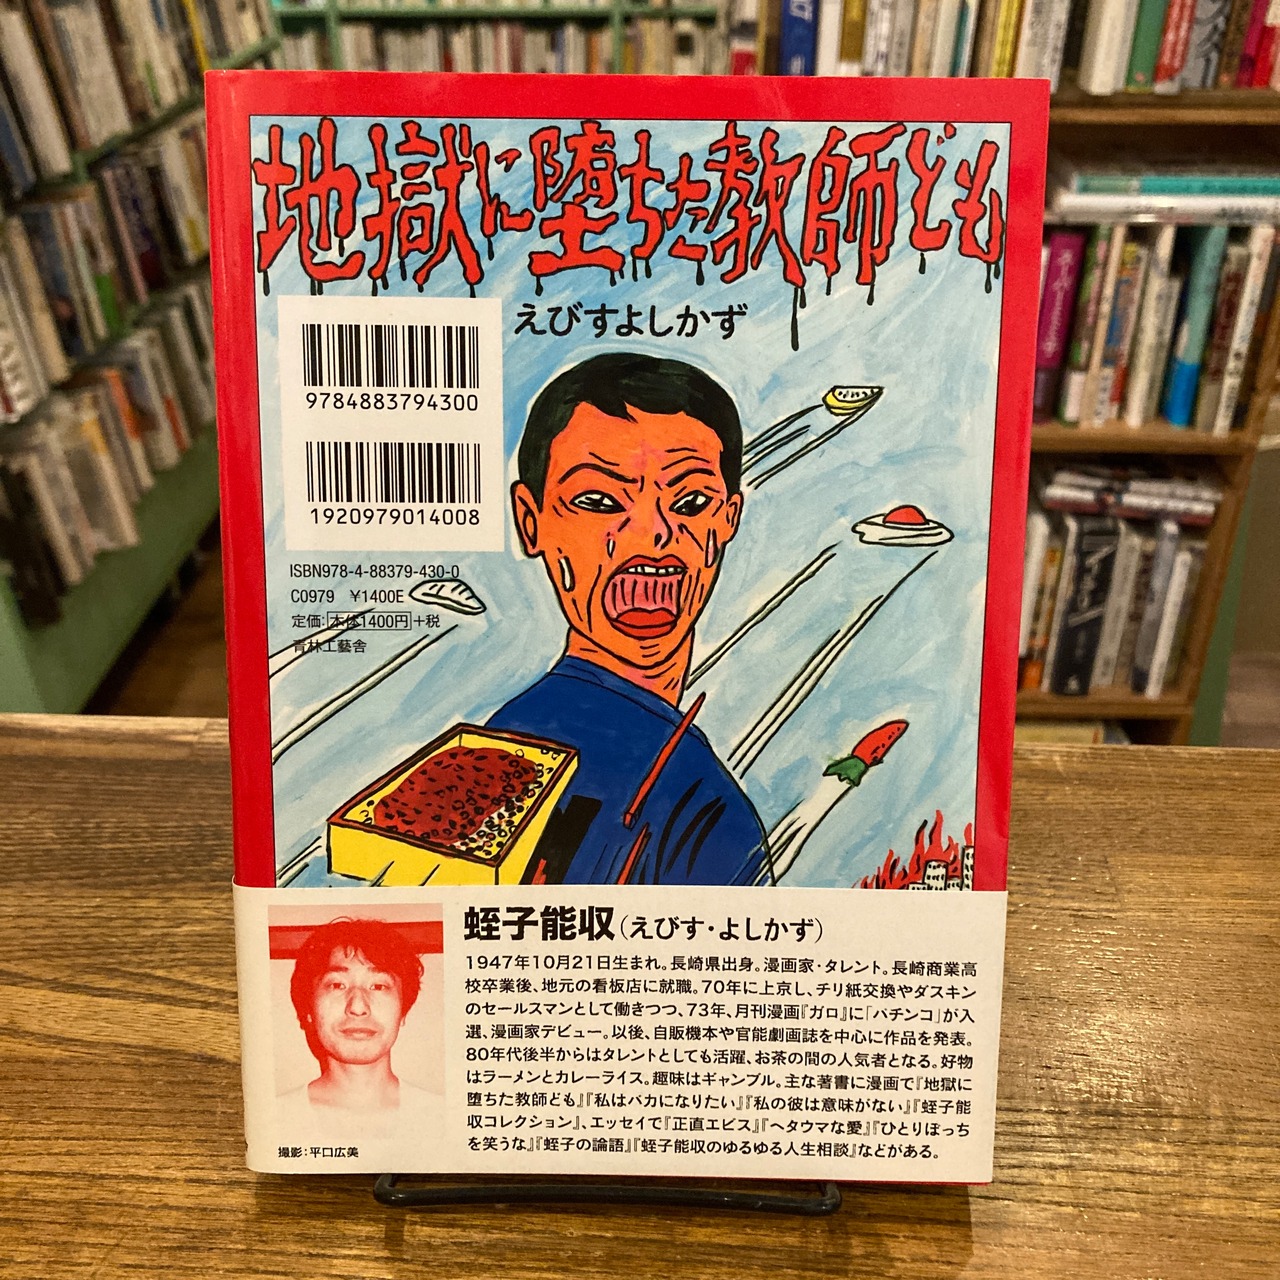 地獄に堕ちた教師ども
えびすよしかず
9784883794300
1920979014008
ISBN978-4-88379-430-0
C0979 ¥1400E
定価:本体1400円+税
青林工藝舎
蛭子能収(えびす・よしかず)
1947年10月21日生まれ。長崎県出身。漫画家・タレント。長崎商業高
校卒業後、地元の看板店に就職。70年に上京し、チリ紙交換やダスキン
のセールスマンとして働きつつ、73年、月刊漫画『ガロ』に「パチンコ」が入
選、漫画家デビュー。以後、自販機本や官能劇画誌を中心に作品を発表。
80年代後半からはタレントとしても活躍、お茶の間の人気者となる。好物
はラーメンとカレーライス。趣味はギャンブル。主な著書に漫画で『地獄に
堕ちた教師ども』『私はバカになりたい』『私の彼は意味がない』『蛭子能
収コレクション』、エッセイで『正直エビス』『ヘタウマな愛』『ひとりぼっち
を笑うな』『蛭子の論語』『蛭子能収のゆるゆる人生相談』などがある。
撮影:平口広美